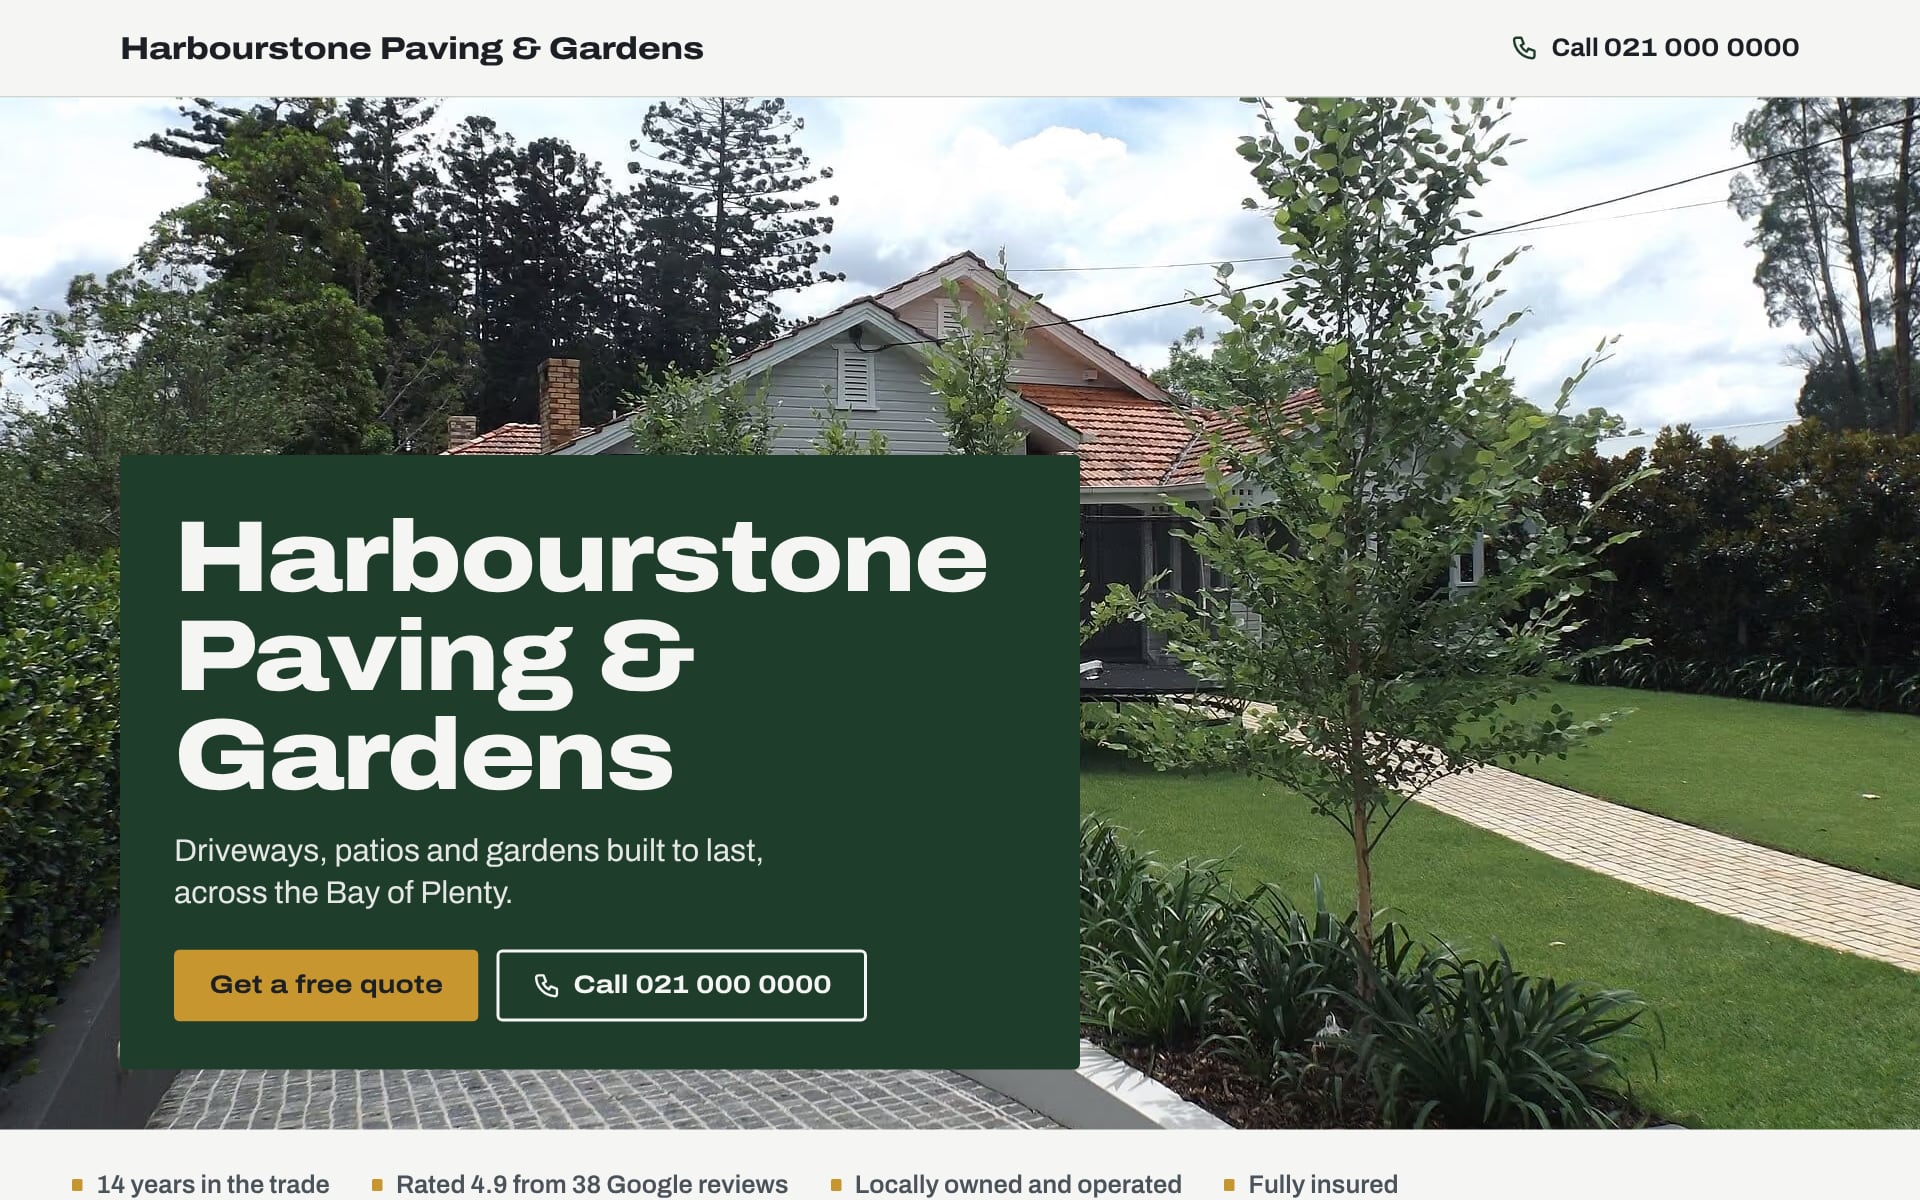 Harbourstone Paving & Gardens
Call 021 000 0000
Harbourstone
Paving &
Gardens
Driveways, patios and gardens built to last,
across the Bay of Plenty.
Get a free quote
Call 021 000 0000
14 years in the trade
Rated 4.9 from 38 Google reviews
Locally owned and operated
Fully insured